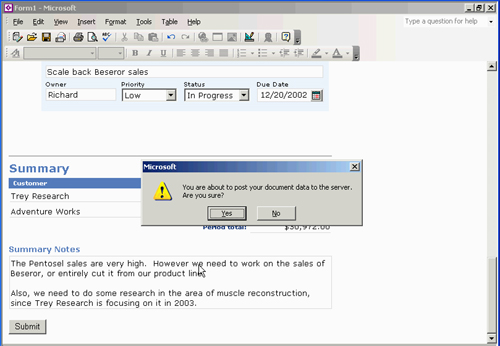 Form1 - Microsoft
File Edit View Insert Format Tools Table Help
Type a question for help
B I U
Scale back Beseror sales
Owner Priority Status Due Date
Richard Low In Progress 12/20/2002
Summary
Customer
Trey Research
Adventure Works
Microsoft
You are about to post your document data to the server.
Are you sure?
Yes No
Period total: $30,972.00
Summary Notes
The Pentosel sales are very high. However we need to work on the sales of
Beseror, or entirely cut it from our product line.
Also, we need to do some research in the area of muscle reconstruction,
since Trey Research is focusing on it in 2003.
Submit